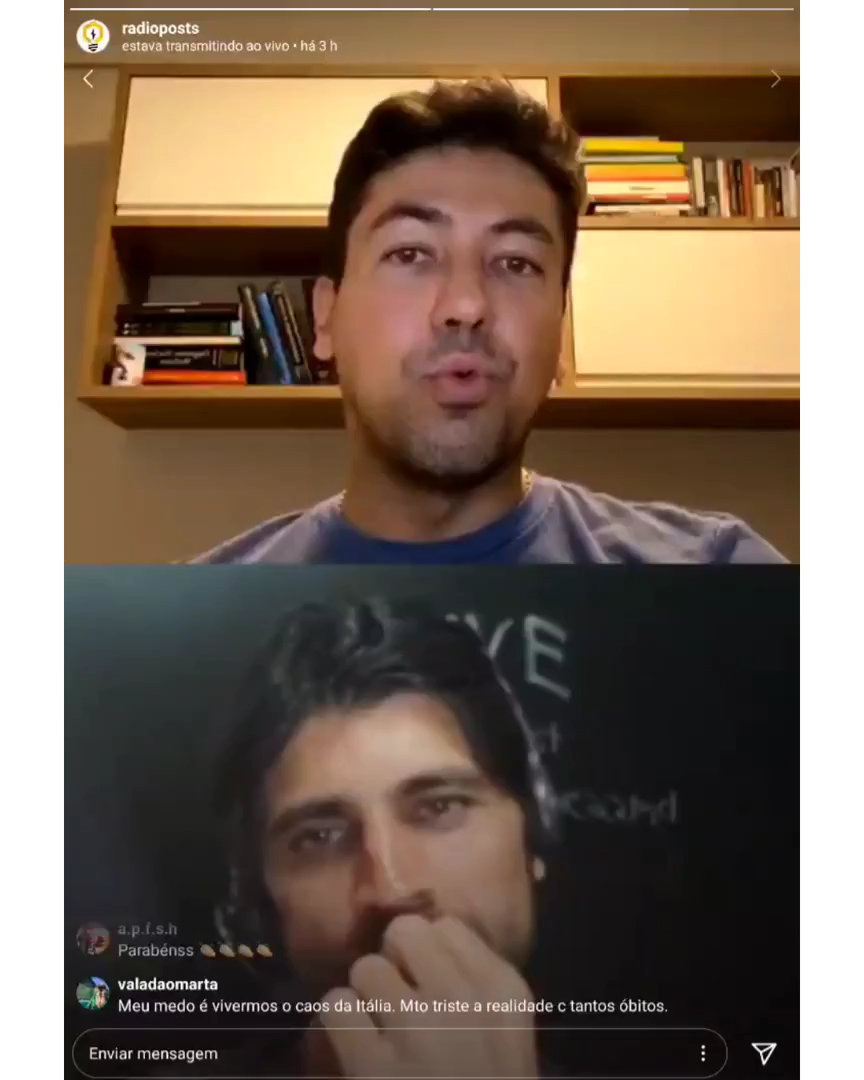 radioposts
estava transmitindo ao vivo • há 3 h
a.p.f.s.h
Parabénss 👏👏👏👏
valadaomarta
Meu medo é vivermos o caos da Itália. Mto triste a realidade c tantos óbitos.
Enviar mensagem